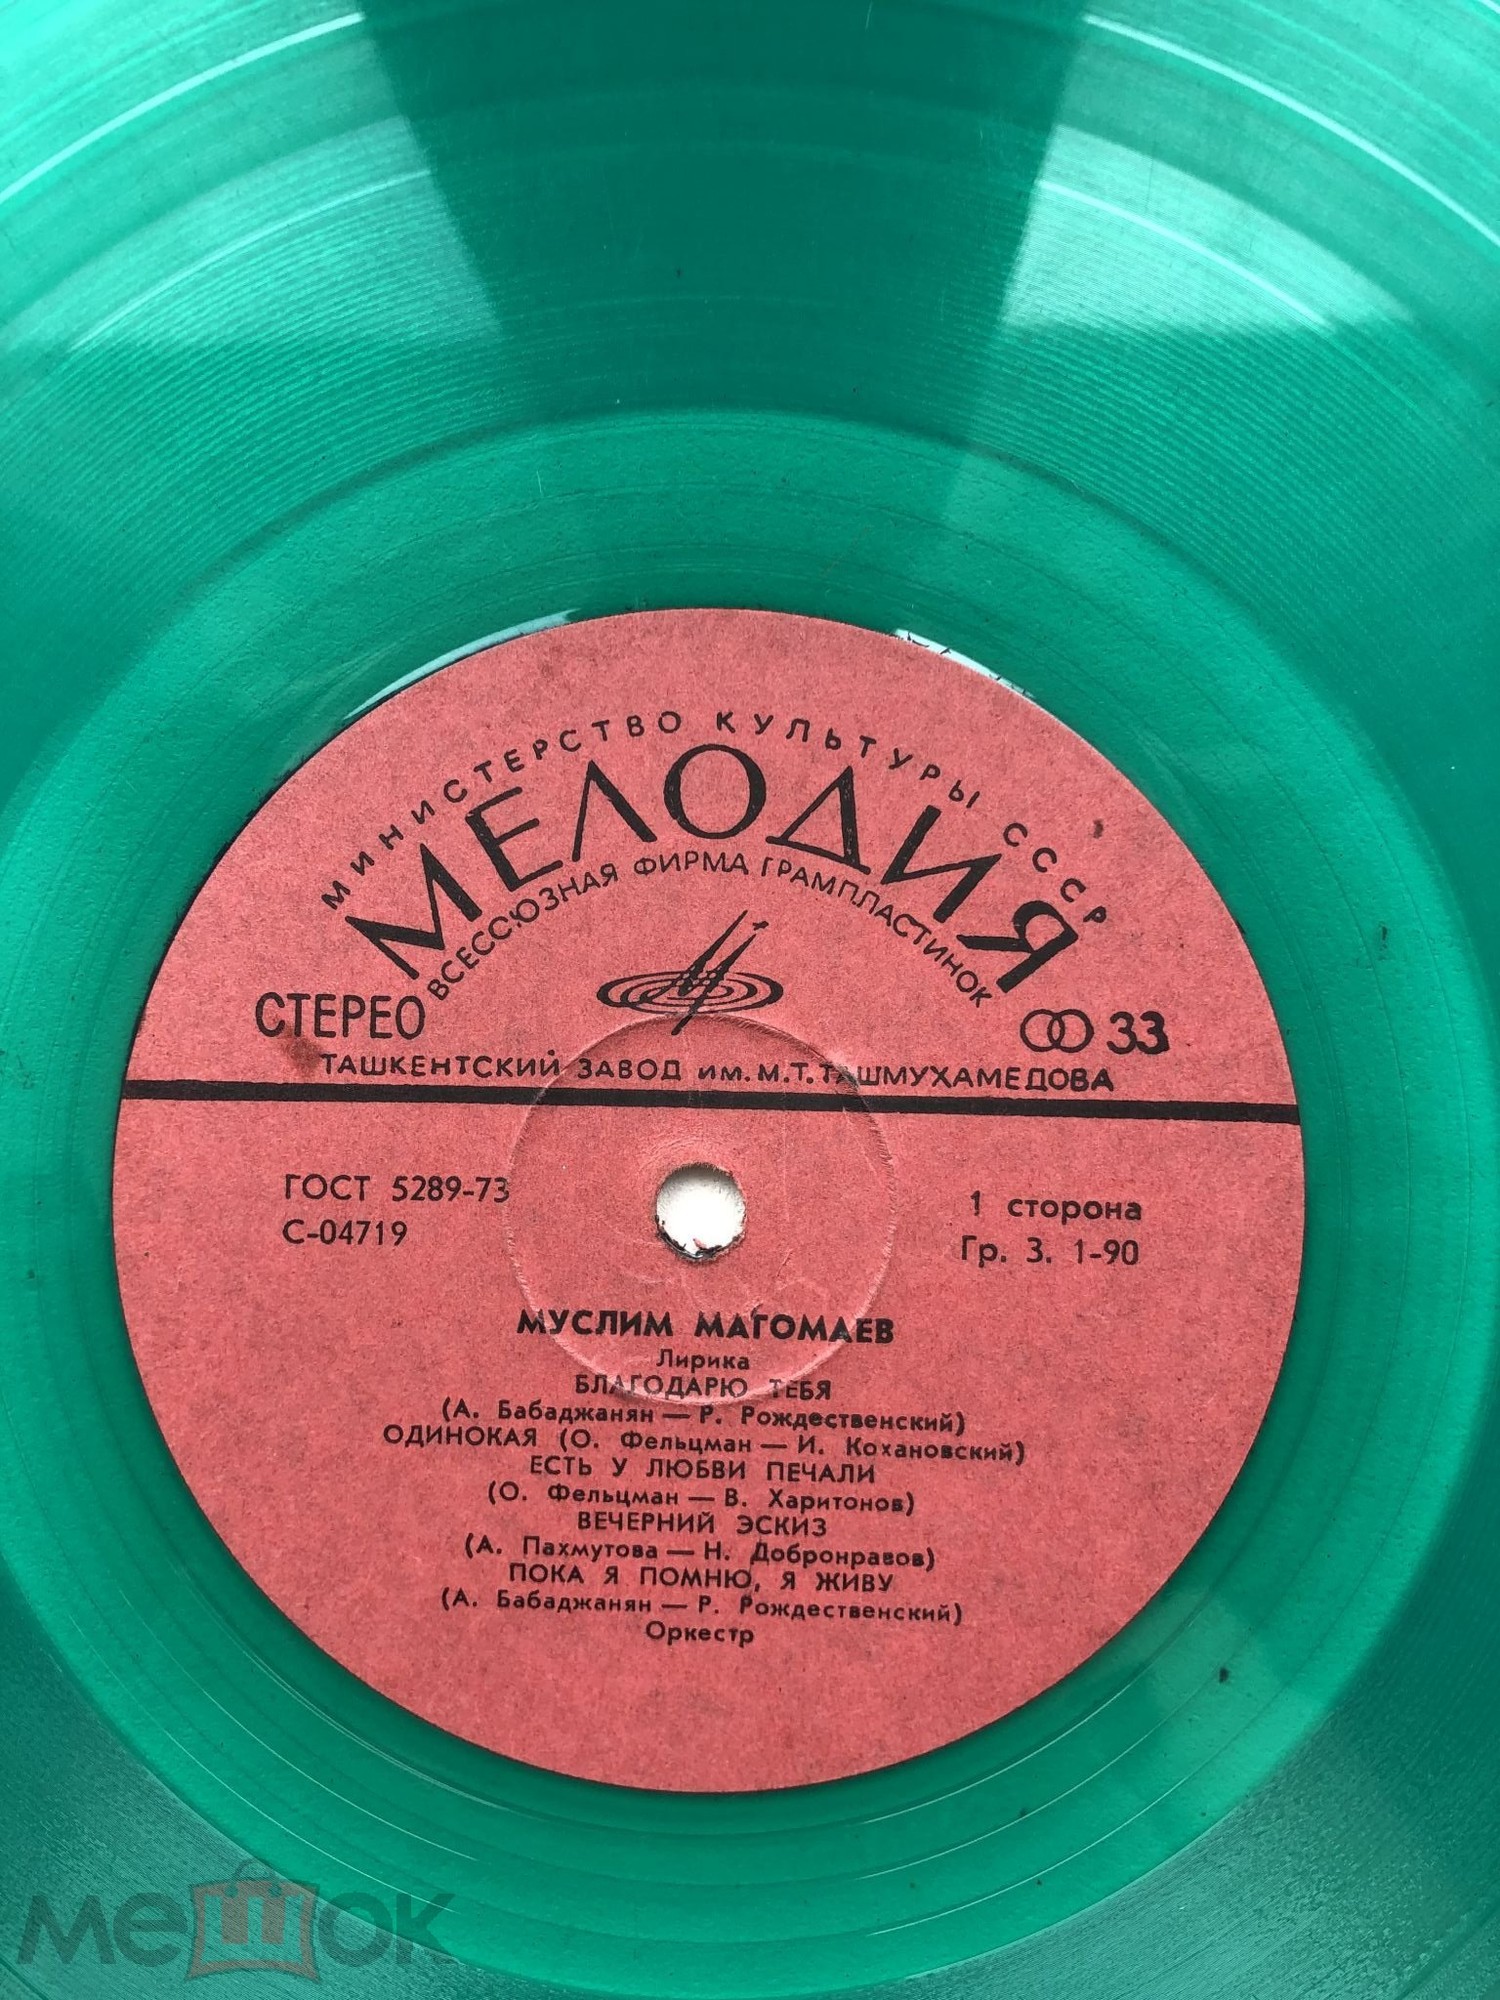 МИНИСТЕРСТВО КУЛЬТУРЫ СССР
МЕЛОДИЯ
ВСЕСОЮЗНАЯ ФИРМА ГРАМПЛАСТИНОК
СТЕРЕО
33
ТАШКЕНТСКИЙ ЗАВОД им. М.Т. ТАШМУХАМЕДОВА
ГОСТ 5289-73
С-04719
1 сторона
Гр. 3. 1-90
МУСЛИМ МАГОМАЕВ
Лирика
БЛАГОДАРЮ ТЕБЯ
(А. Бабаджанян — Р. Рождественский)
ОДИНОКАЯ (О. Фельцман — И. Кохановский)
ЕСТЬ У ЛЮБВИ ПЕЧАЛИ
(О. Фельцман — В. Харитонов)
ВЕЧЕРНИЙ ЭСКИЗ
(А. Пахмутова — Н. Добронравов)
ПОКА Я ПОМНЮ, Я ЖИВУ
(А. Бабаджанян — Р. Рождественский)
Оркестр
мешок